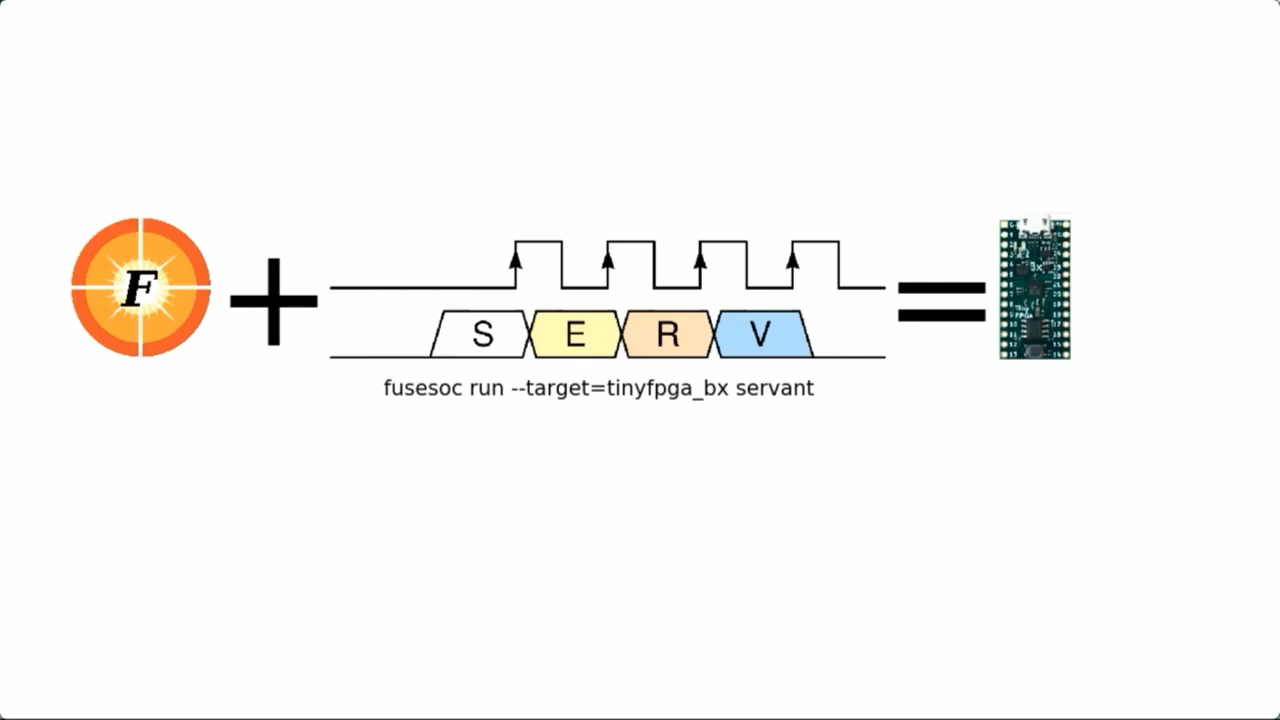 F
S E R V
fusesoc run --target=tinyfpga_bx servant